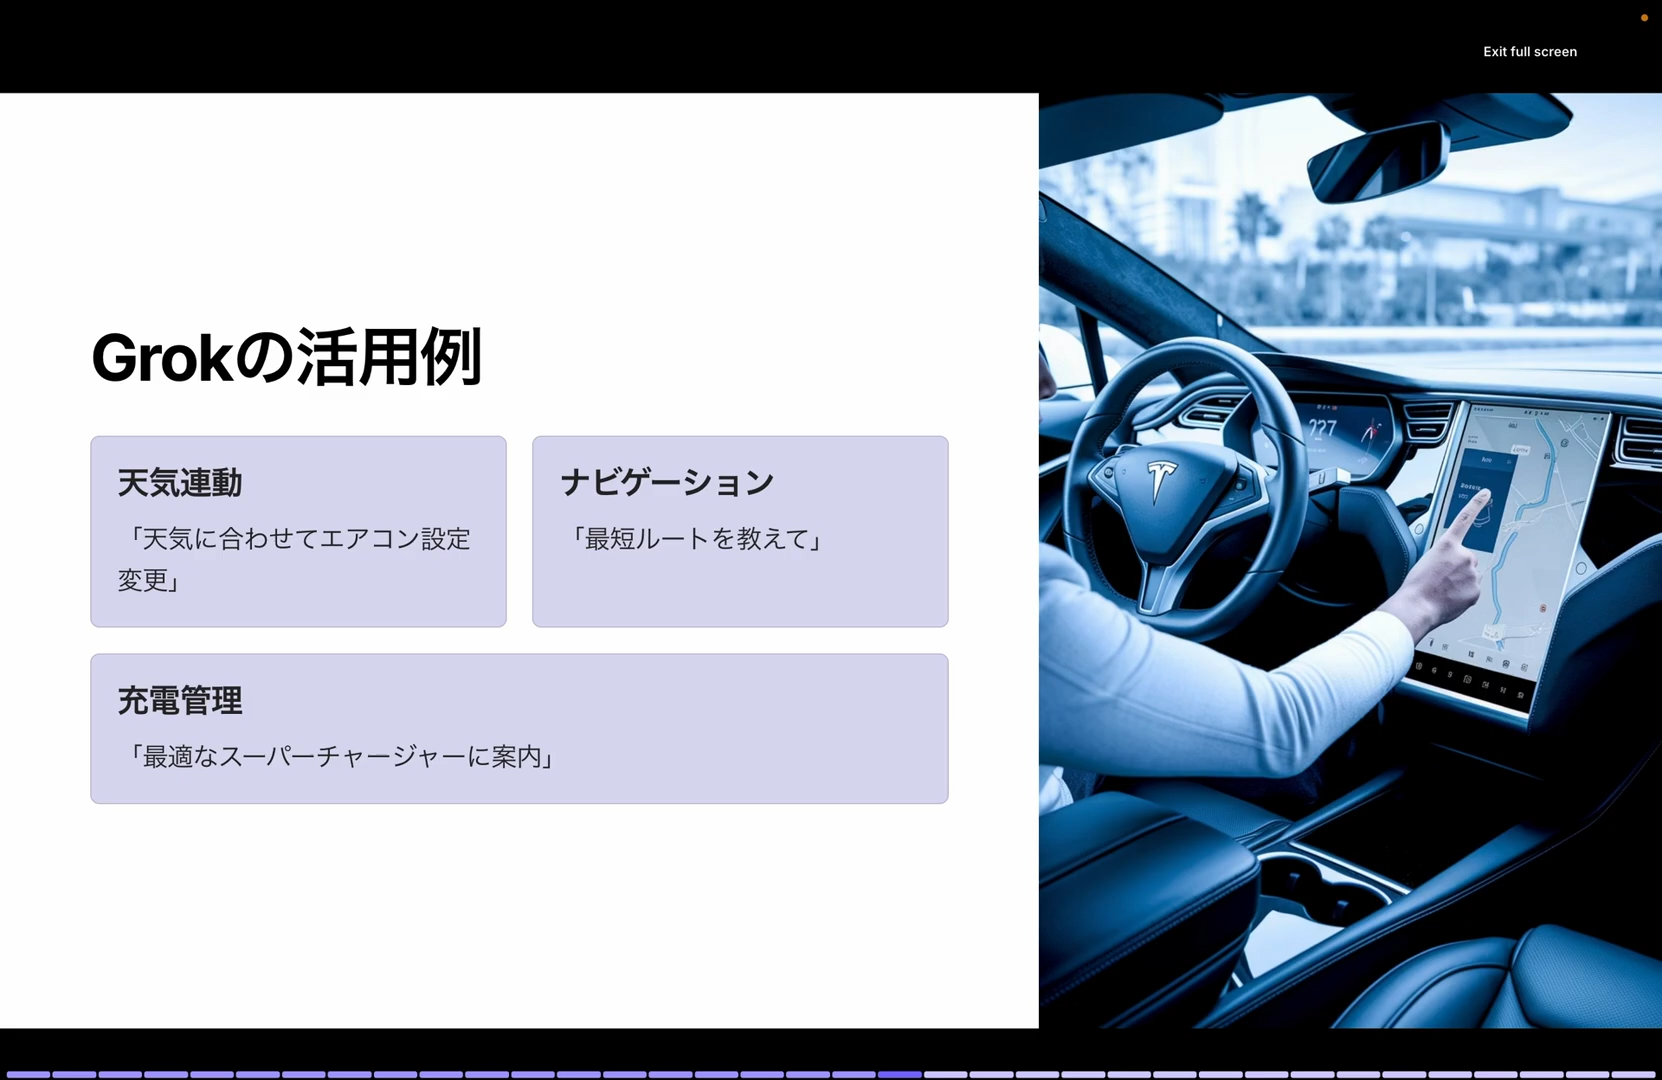 Exit full screen
Grokの活用例
天気連動
「天気に合わせてエアコン設定
変更」
ナビゲーション
「最短ルートを教えて」
充電管理
「最適なスーパーチャージャーに案内」